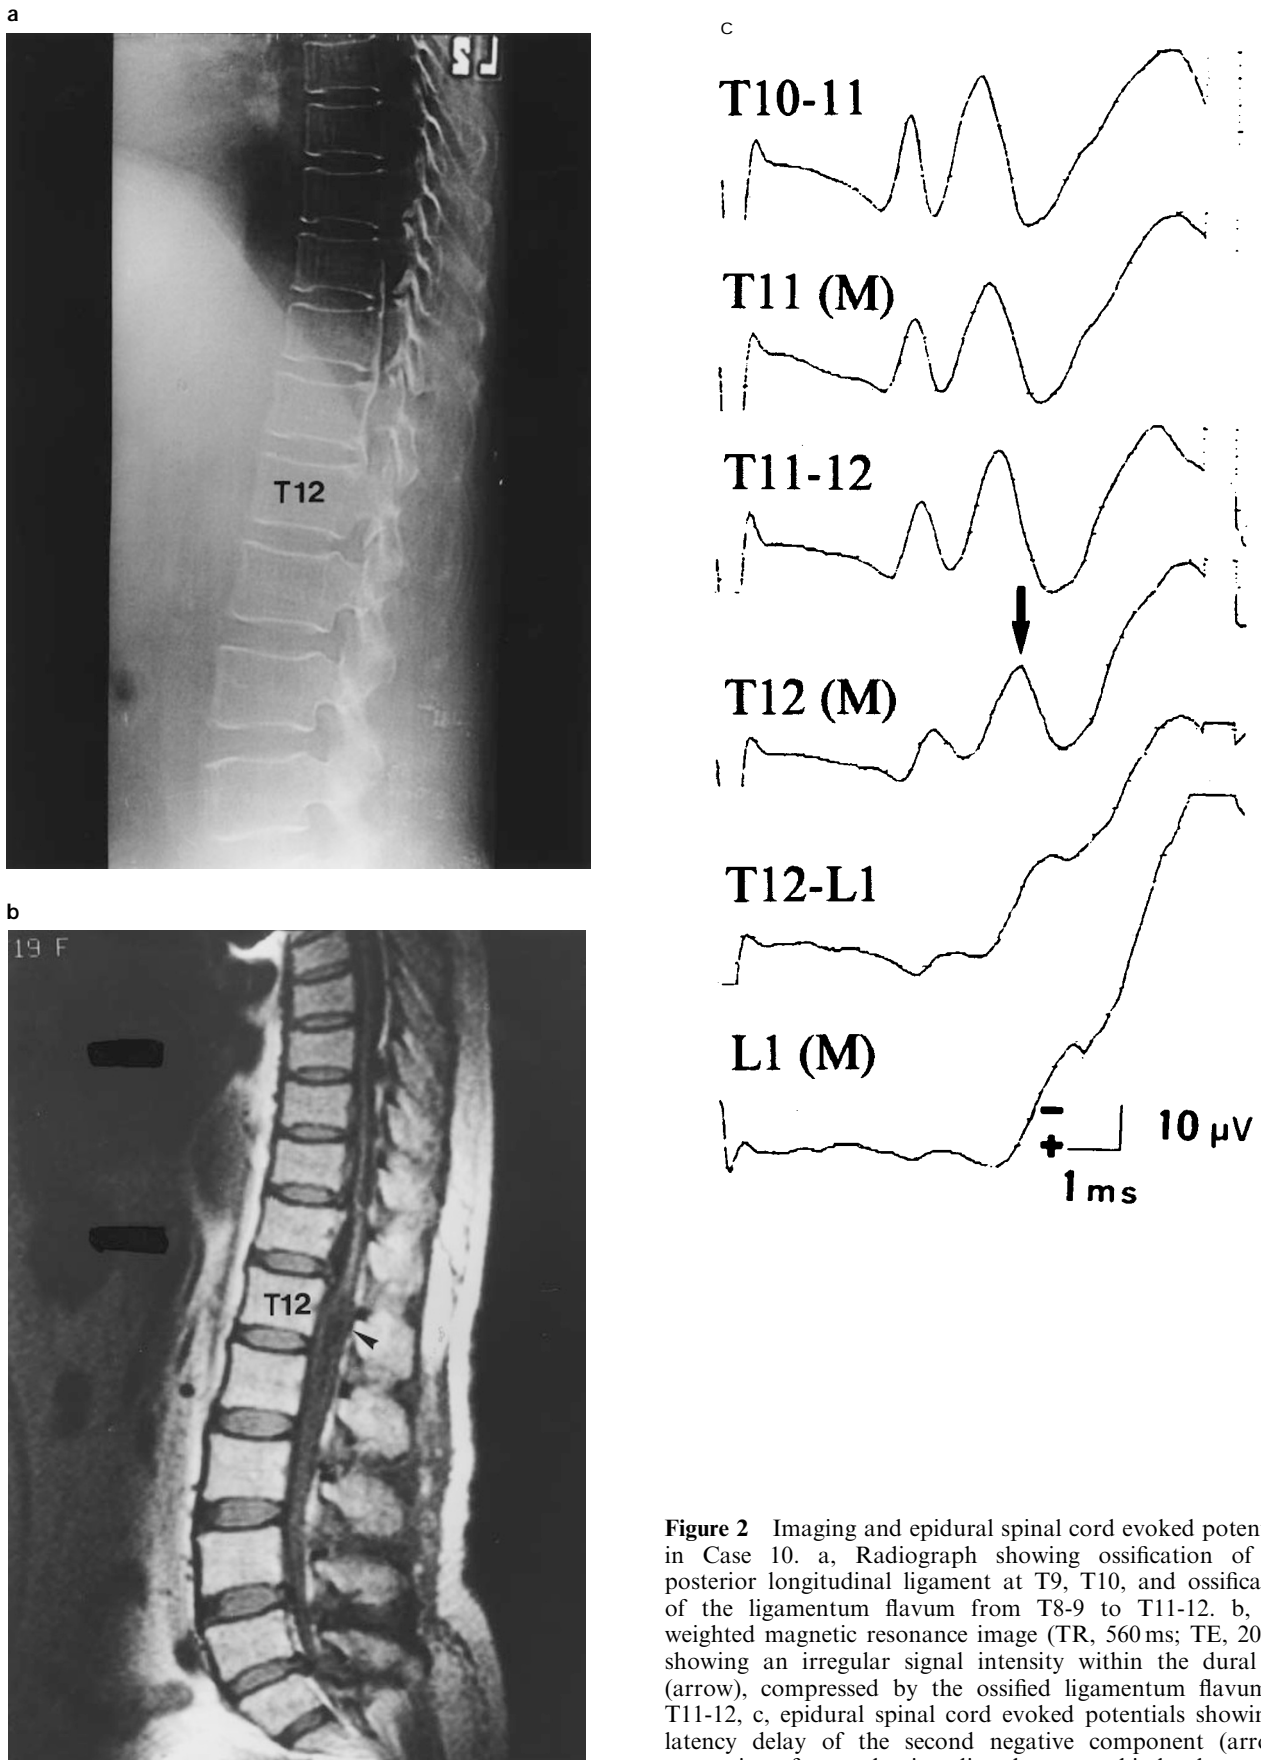 a
T12
b
19 F
T12
c
T10-11
T11 (M)
T11-12
T12 (M)
T12-L1
L1 (M)
−
+
10 µV
1 ms
Figure 2 Imaging and epidural spinal cord evoked poten
in Case 10. a, Radiograph showing ossification of
posterior longitudinal ligament at T9, T10, and ossifica
of the ligamentum flavum from T8-9 to T11-12. b,
weighted magnetic resonance image (TR, 560 ms; TE, 20
showing an irregular signal intensity within the dural
(arrow), compressed by the ossified ligamentum flavum
T11-12, c, epidural spinal cord evoked potentials showin
latency delay of the second negative component (arro